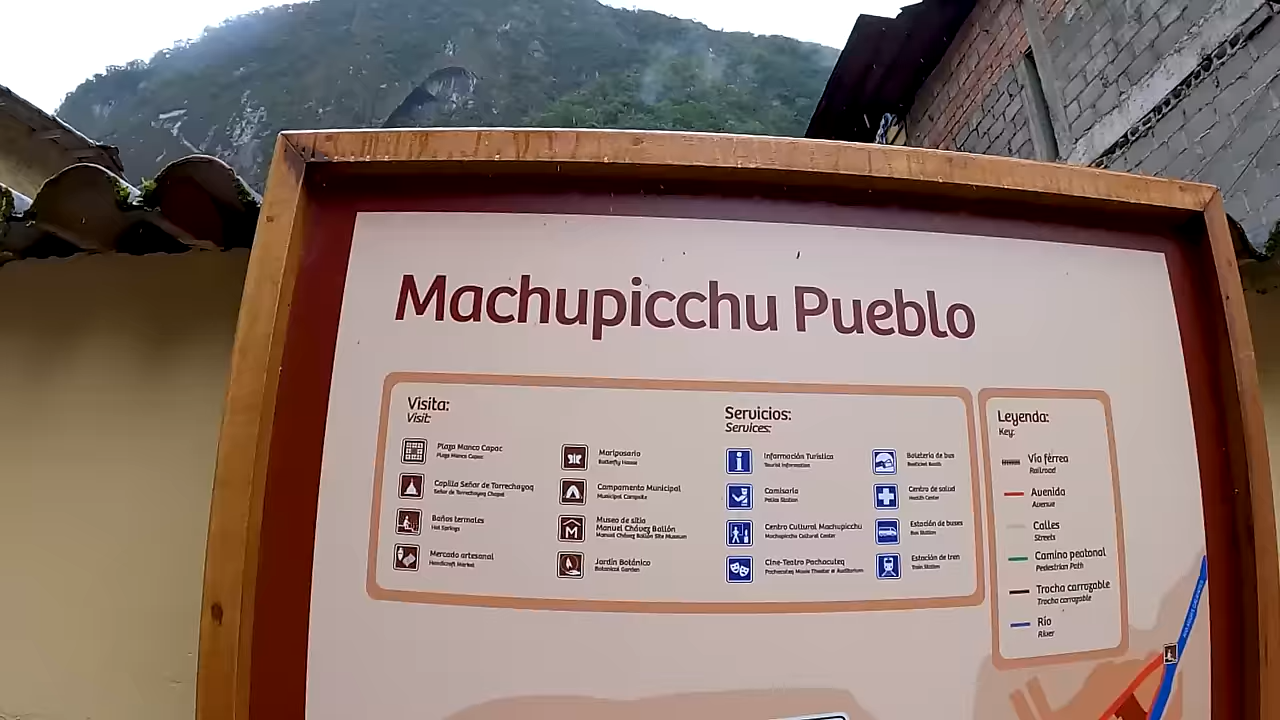 Machupicchu Pueblo
Visita:
Visit:
Plaza Manco Capac
Plaza Manco Capac
Capilla Señor de Torrechayoq
Señor de Torrechayoq Chapel
Baños termales
Hot Springs
Mercado artesanal
Handicraft Market
Mariposario
Butterfly House
Campamento Municipal
Municipal Campsite
Museo de sitio
Manuel Chávez Ballón
Manuel Chávez Ballón Site Museum
Jardín Botánico
Botanical Garden
Servicios:
Services:
Información Turística
Tourist Information
Comisaría
Police Station
Centro Cultural Machupicchu
Machupicchu Cultural Center
Cine-Teatro Pachacuteq
Pachacuteq Movie Theater & Auditorium
Boletería de bus
Bus ticket Booth
Centro de salud
Health Center
Estación de buses
Bus Station
Estación de tren
Train Station
Leyenda:
Key:
Vía férrea
Railroad
Avenida
Avenue
Calles
Streets
Camino peatonal
Pedestrian Path
Trocha carrozable
Trocha carrozable
Río
River